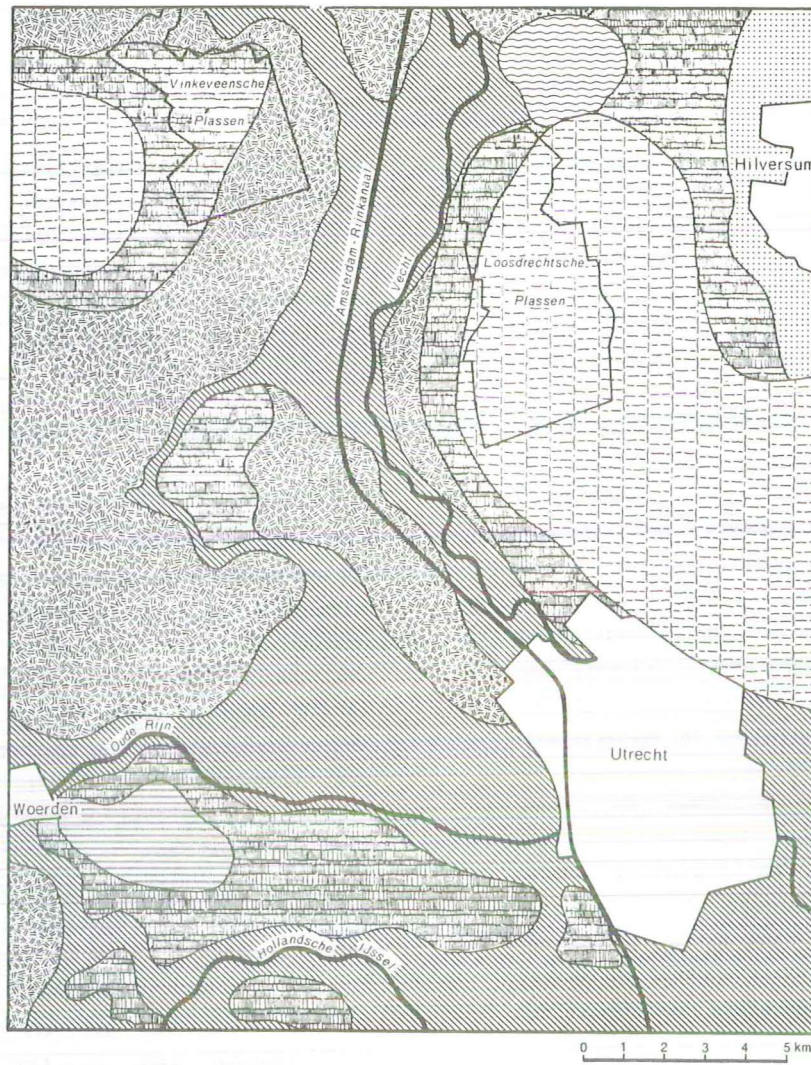 Vinkeveensche
Plassen
Hilversum
Amsterdam-Rijnkanaal
Vecht
Loosdrechtsche
Plassen
Oude Rijn
Utrecht
Woerden
Hollandsche IJssel
0 1 2 3 4 5 km